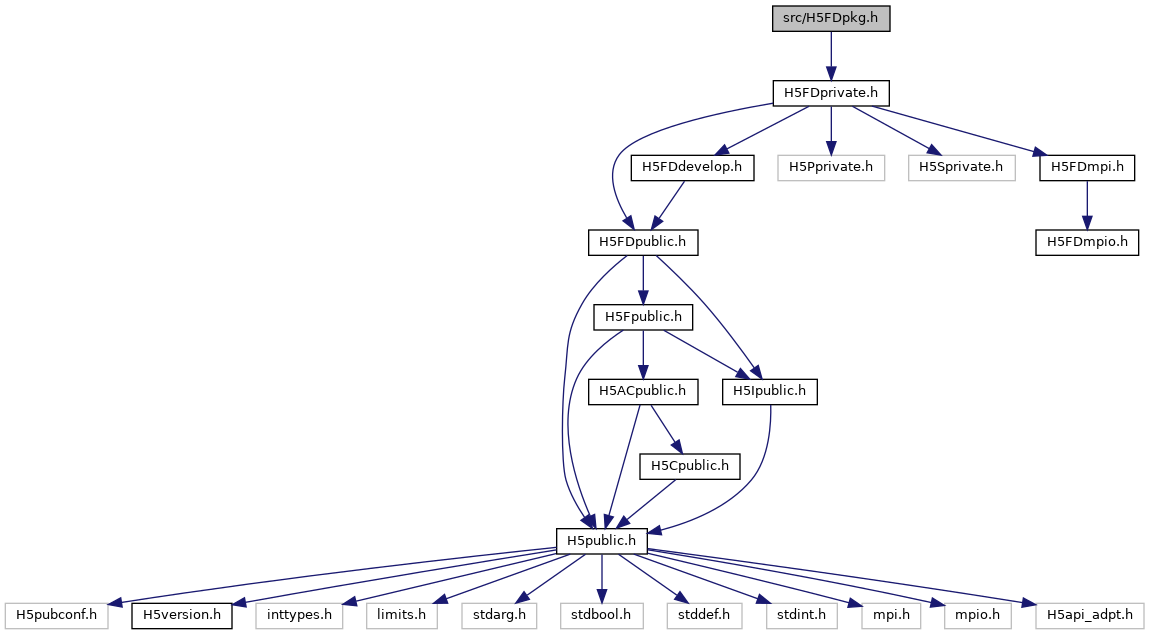 src/H5FDpkg.h
H5FDprivate.h
H5FDdevelop.h
H5Pprivate.h
H5Sprivate.h
H5FDmpi.h
H5FDpublic.h
H5FDmpio.h
H5Fpublic.h
H5ACpublic.h
H5Ipublic.h
H5Cpublic.h
H5public.h
H5pubconf.h
H5version.h
inttypes.h
limits.h
stdarg.h
stdbool.h
stddef.h
stdint.h
mpi.h
mpio.h
H5api_adpt.h